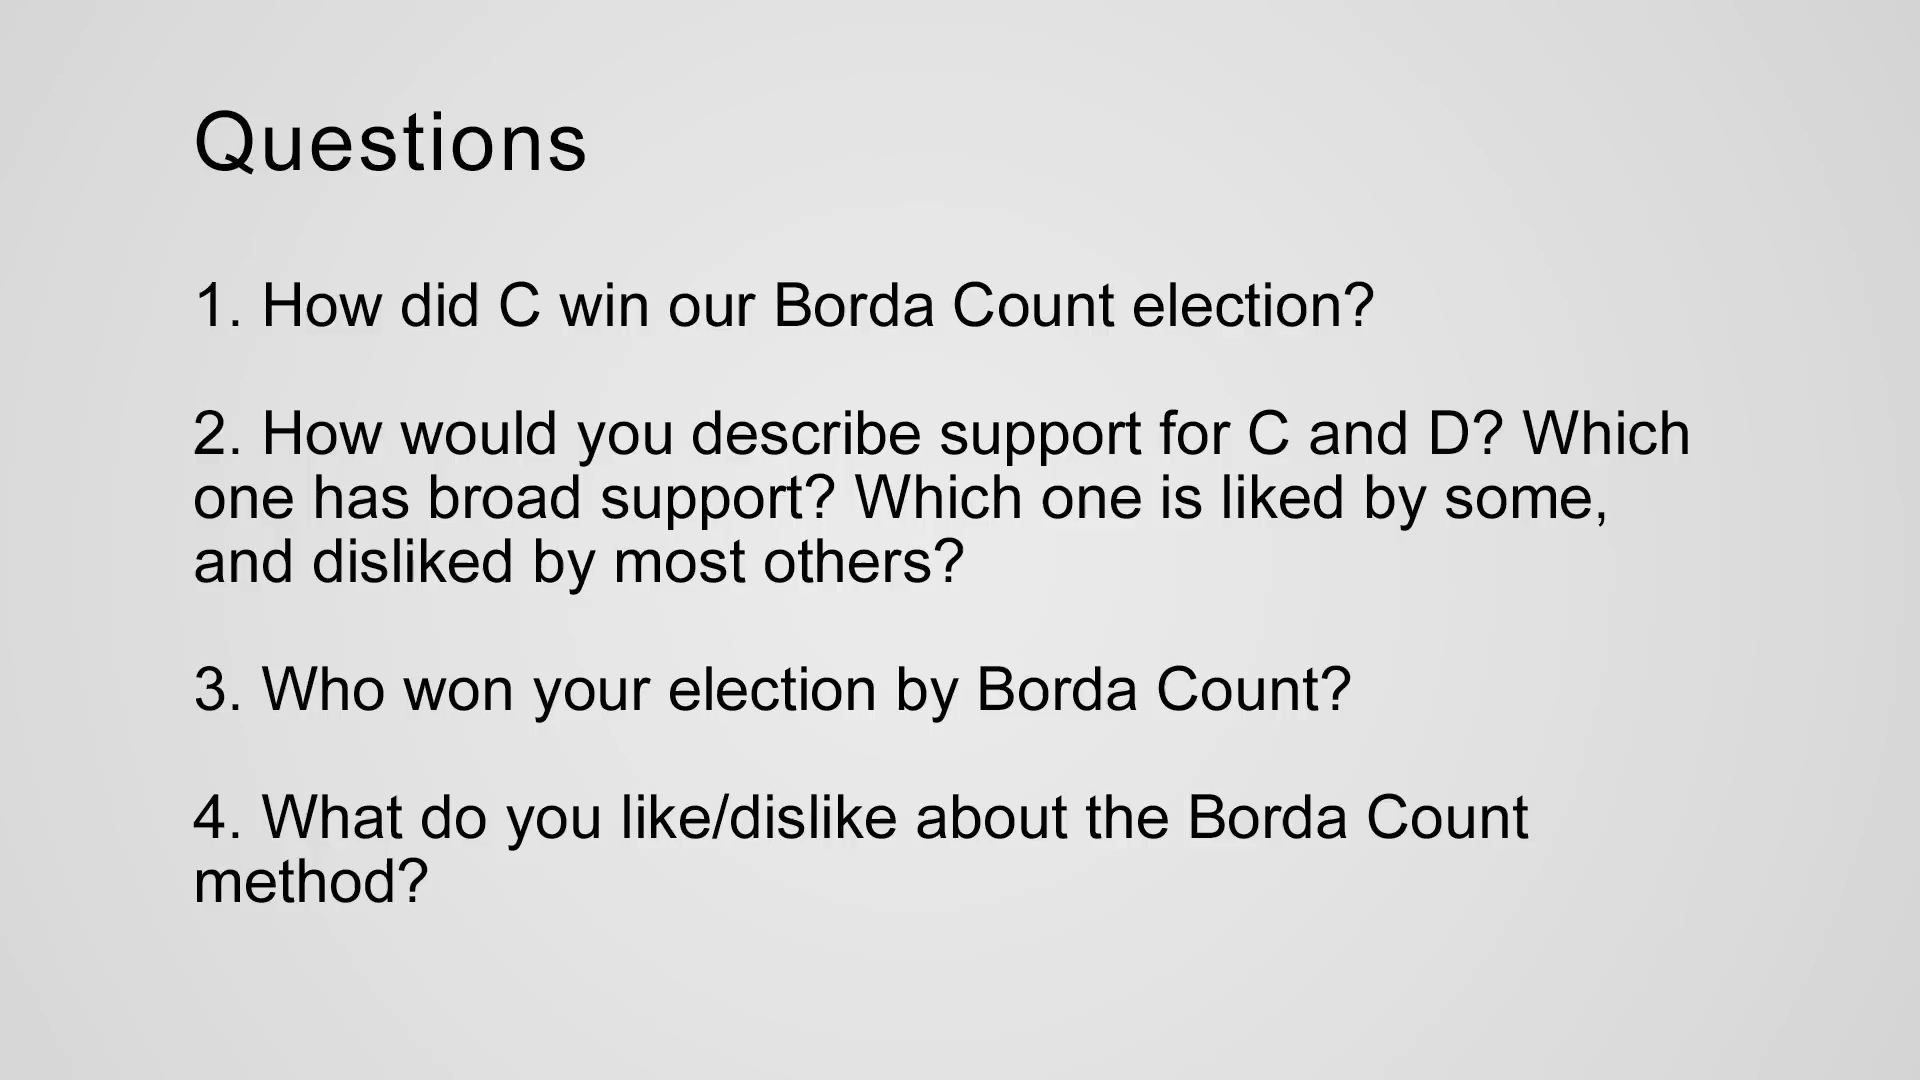 Questions
1. How did C win our Borda Count election?
2. How would you describe support for C and D? Which
one has broad support? Which one is liked by some,
and disliked by most others?
3. Who won your election by Borda Count?
4. What do you like/dislike about the Borda Count
method?